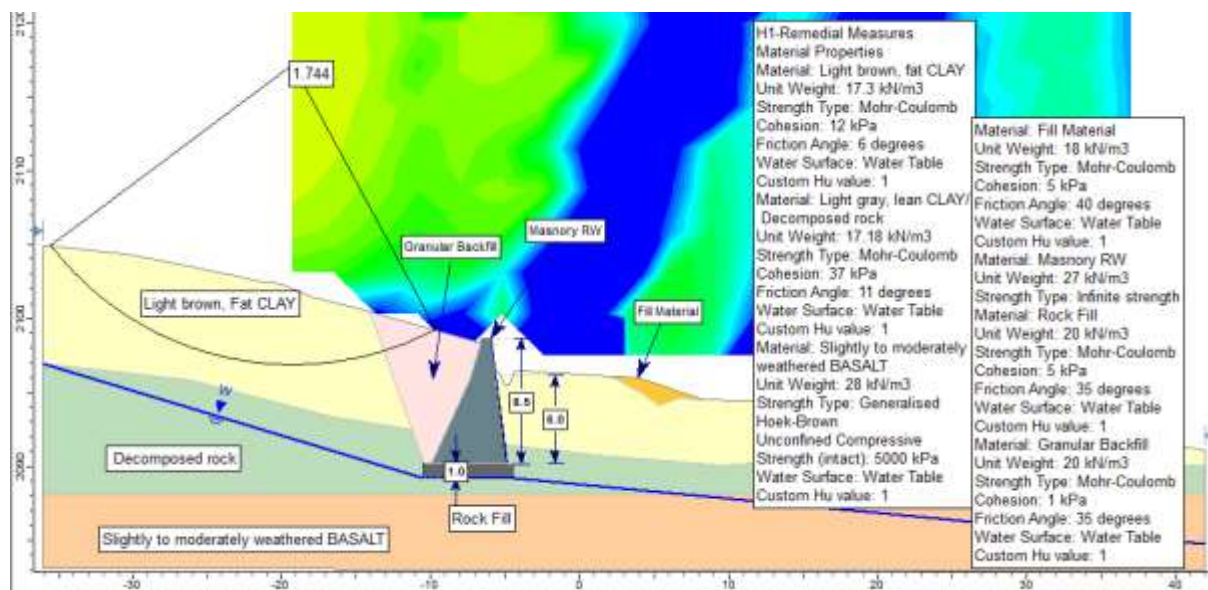 2120
2110
2100
2090
1.744
Granular Backfill
Masnory RW
Light brown, Fat CLAY
Fill Material
W
8.5
6.0
1.0
Decomposed rock
Rock Fill
Slightly to moderately weathered BASALT
-30
-20
-10
0
10
20
30
40
H1-Remedial Measures
Material Properties
Material: Light brown, fat CLAY
Unit Weight: 17.3 kN/m3
Strength Type: Mohr-Coulomb
Cohesion: 12 kPa
Friction Angle: 6 degrees
Water Surface: Water Table
Custom Hu value: 1
Material: Light gray, lean CLAY/
Decomposed rock
Unit Weight: 17.18 kN/m3
Strength Type: Mohr-Coulomb
Cohesion: 37 kPa
Friction Angle: 11 degrees
Water Surface: Water Table
Custom Hu value: 1
Material: Slightly to moderately
weathered BASALT
Unit Weight: 28 kN/m3
Strength Type: Generalised
Hoek-Brown
Unconfined Compressive
Strength (intact): 5000 kPa
Water Surface: Water Table
Custom Hu value: 1
Material: Fill Material
Unit Weight: 18 kN/m3
Strength Type: Mohr-Coulomb
Cohesion: 5 kPa
Friction Angle: 40 degrees
Water Surface: Water Table
Custom Hu value: 1
Material: Masnory RW
Unit Weight: 27 kN/m3
Strength Type: Infinite strength
Material: Rock Fill
Unit Weight: 20 kN/m3
Strength Type: Mohr-Coulomb
Cohesion: 5 kPa
Friction Angle: 35 degrees
Water Surface: Water Table
Custom Hu value: 1
Material: Granular Backfill
Unit Weight: 20 kN/m3
Strength Type: Mohr-Coulomb
Cohesion: 1 kPa
Friction Angle: 35 degrees
Water Surface: Water Table
Custom Hu value: 1